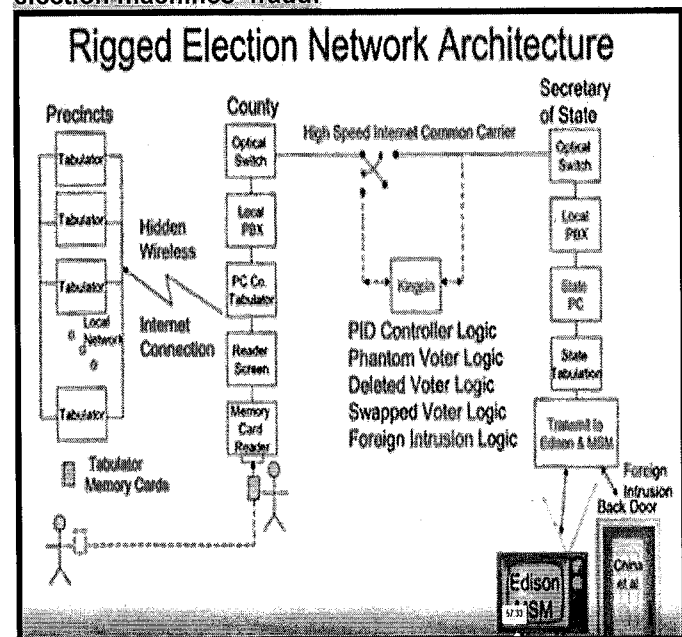 election machines' fraud.
Rigged Election Network Architecture
Precincts
Tabulator
Tabulator
Tabulator
Local
Network
Tabulator
Tabulator
Memory Cards
Hidden
Wireless
Internet
Connection
County
Optical
Switch
Local
PBX
PC Co.
Tabulator
Reader
Screen
Memory
Card
Reader
High Speed Internet Common Carrier
Kingpin
PID Controller Logic
Phantom Voter Logic
Deleted Voter Logic
Swapped Voter Logic
Foreign Intrusion Logic
Secretary
of State
Optical
Switch
Local
PBX
State
PC
State
Tabulation
Transmit to
Edison & MSM
Foreign
Intrusion
Back Door
Edison
MSM
57:33
China
et al